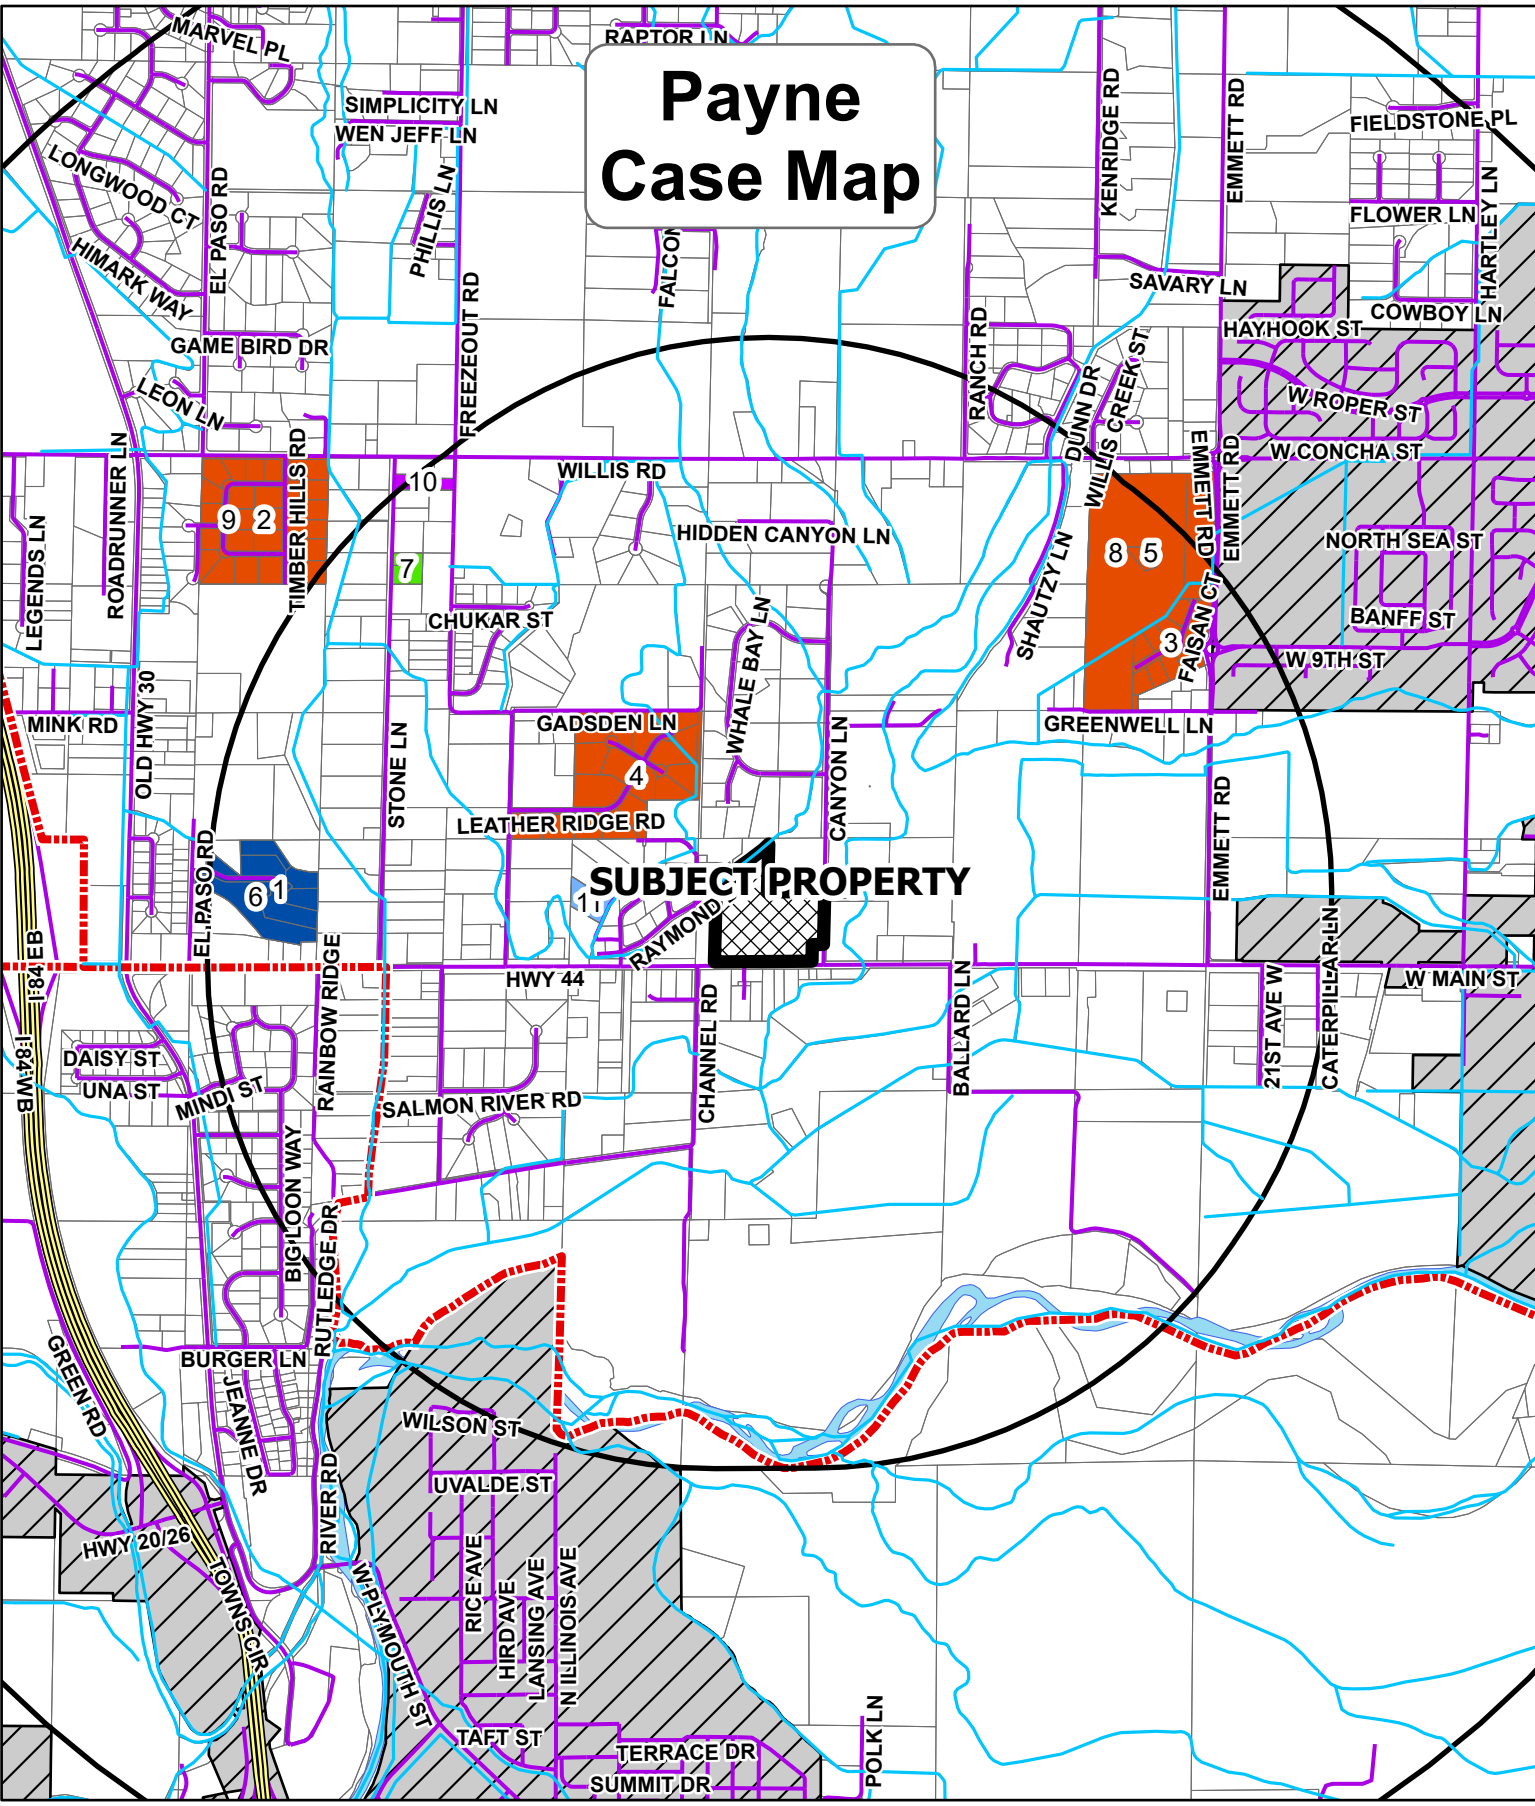 MARVEL PL
RAPTOR LN
Payne
Case Map
SIMPLICITY LN
WEN JEFF LN
KENRIDGE RD
EMMETT RD
FIELDSTONE PL
LONGWOOD CT
EL PASO RD
PHILLIS LN
FLOWER LN
HARTLEY LN
HIMARK WAY
FALCON
SAVARY LN
FREEZEOUT RD
COWBOY LN
GAME BIRD DR
RANCH RD
HAYHOOK ST
LEON LN
DUNN DR
WILLIS CREEK ST
W ROPER ST
W CONCHA ST
ROADRUNNER LN
TIMBER HILLS RD
WILLIS RD
EMMETT RD
EMMETT RD
10
9
2
LEGENDS LN
HIDDEN CANYON LN
NORTH SEA ST
8
5
7
SHAUTZY LN
CHUKAR ST
WHALE BAY LN
FAISAN CT
BANFF ST
3
W 9TH ST
MINK RD
OLD HWY 30
STONE LN
GADSDEN LN
CANYON LN
GREENWELL LN
4
LEATHER RIDGE RD
EMMETT RD
EL PASO RD
6
1
SUBJECT PROPERTY
11
RAYMOND
CATERPILLAR LN
I 84 EB
RAINBOW RIDGE
HWY 44
W MAIN ST
CHANNEL RD
BALLARD LN
21ST AVE W
I 84 WB
DAISY ST
UNA ST
MINDI ST
SALMON RIVER RD
BIG LOON WAY
RUTLEDGE DR
BURGER LN
GREEN RD
JEANNE DR
WILSON ST
UVALDE ST
RIVER RD
HWY 20/26
TOWNS CIR
W PLYMOUTH ST
RICE AVE
HIRD AVE
LANSING AVE
N ILLINOIS AVE
TAFT ST
TERRACE DR
SUMMIT DR
POLK LN